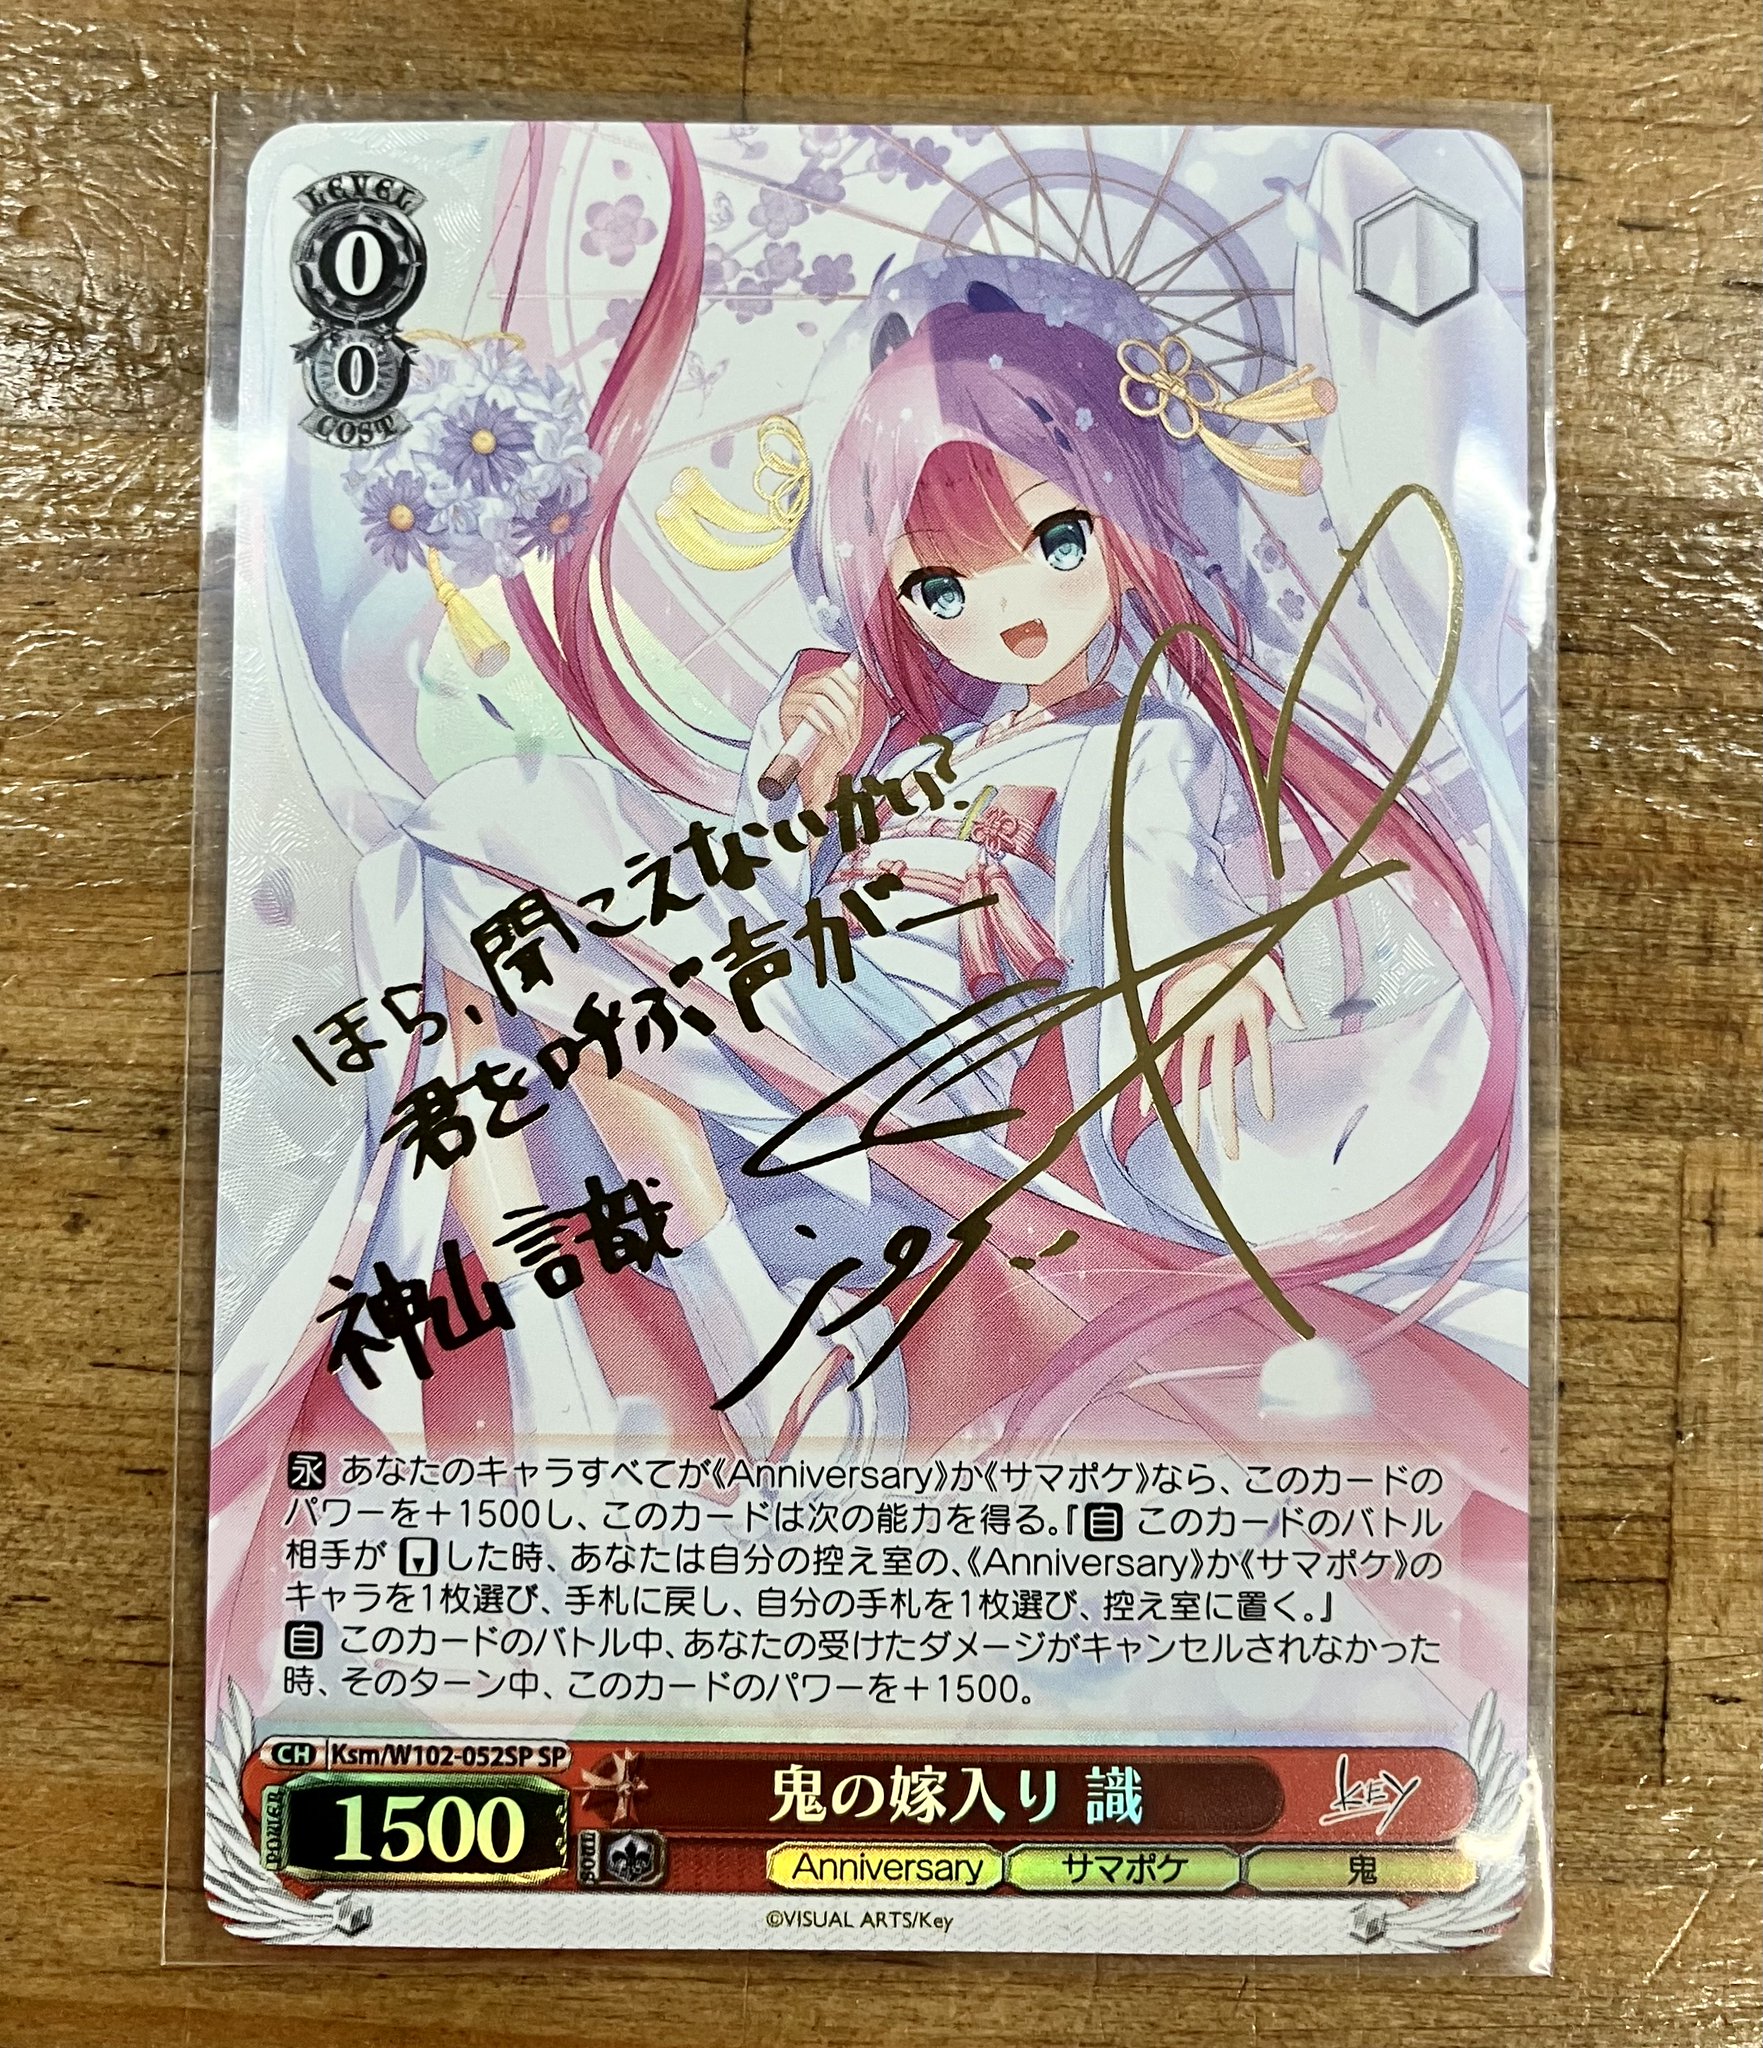 LEVEL
0
0
COST
ほら、聞こえないかい?
君を呼ぶ声がー
神山 識
永 あなたのキャラすべてが《Anniversary》か《サマポケ》なら、このカードの
パワーを+1500し、このカードは次の能力を得る。『自 このカードのバトル
相手が した時、あなたは自分の控え室の、《Anniversary》か《サマポケ》の
キャラを1枚選び、手札に戻し、自分の手札を1枚選び、控え室に置く。』
自 このカードのバトル中、あなたの受けたダメージがキャンセルされなかった
時、そのターン中、このカードのパワーを+1500。
CH Ksm/W102-052SP SP
POWER 1500
SOUL
鬼の嫁入り 識
KEY
Anniversary サマポケ 鬼
©VISUAL ARTS/Key